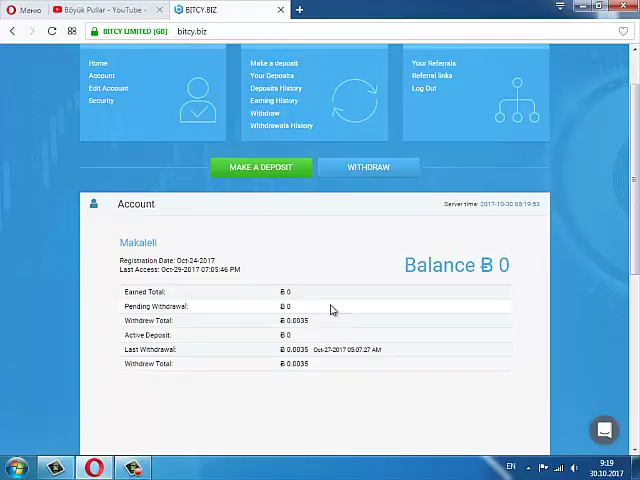 Меню
Böyük Pullar - YouTube -
BITCY.BIZ
BITCY LIMITED [GB]
bitcy.biz
Home
Account
Edit Account
Security
Make a deposit
Your Deposits
Deposits History
Earning History
Withdraw
Withdrawals History
Your Referrals
Referral links
Log Out
MAKE A DEPOSIT
WITHDRAW
Account
Server time: 2017-10-30 05:19:53
Makaleli
Registration Date: Oct-24-2017
Last Access: Oct-29-2017 07:05:46 PM
Balance Ƀ 0
Earned Total: Ƀ 0
Pending Withdrawal: Ƀ 0
Withdrew Total: Ƀ 0.0035
Active Deposit: Ƀ 0
Last Withdrawal: Ƀ 0.0035 Oct-27-2017 05:07:27 AM
Withdrew Total: Ƀ 0.0035
EN
9:19
30.10.2017